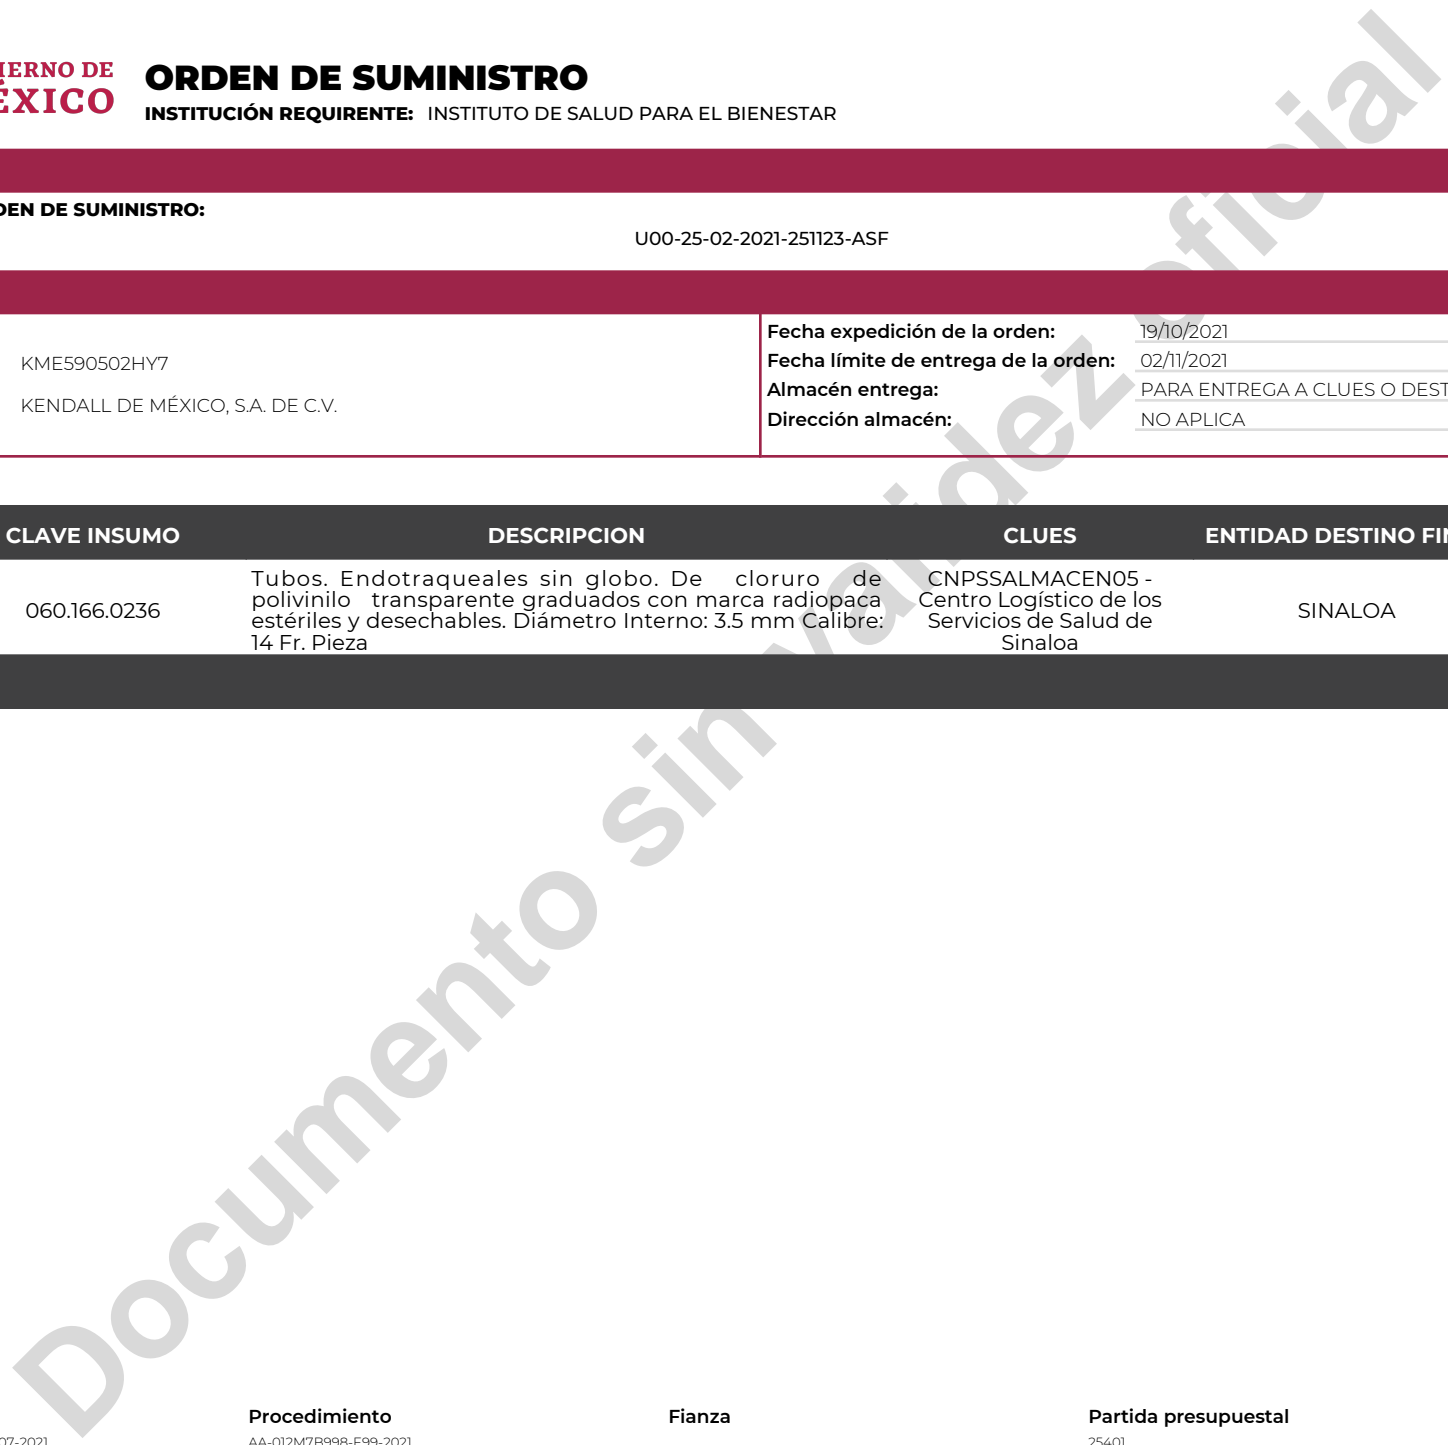 IERNO DE
ÉXICO
ORDEN DE SUMINISTRO
INSTITUCIÓN REQUIRENTE: INSTITUTO DE SALUD PARA EL BIENESTAR
DEN DE SUMINISTRO:
U00-25-02-2021-251123-ASF
KME590502HY7
KENDALL DE MÉXICO, S.A. DE C.V.
Fecha expedición de la orden: 19/10/2021
Fecha límite de entrega de la orden: 02/11/2021
Almacén entrega: PARA ENTREGA A CLUES O DEST
Dirección almacén: NO APLICA
CLAVE INSUMO DESCRIPCION CLUES ENTIDAD DESTINO FIN
060.166.0236
Tubos. Endotraqueales sin globo. De cloruro de
polivinilo transparente graduados con marca radiopaca
estériles y desechables. Diámetro Interno: 3.5 mm Calibre:
14 Fr. Pieza
CNPSSALMACEN05 -
Centro Logístico de los
Servicios de Salud de
Sinaloa
SINALOA
Documento sin validez oficial
Procedimiento Fianza Partida presupuestal
07-2021 AA-012M7B998-E99-2021 25401